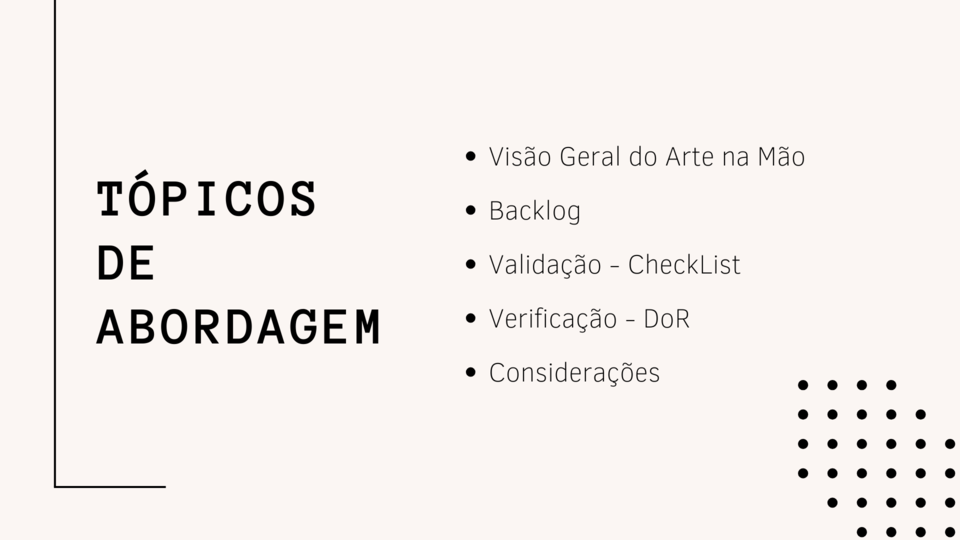 TÓPICOS
DE
ABORDAGEM
• Visão Geral do Arte na Mão
• Backlog
• Validação - CheckList
• Verificação - DoR
• Considerações